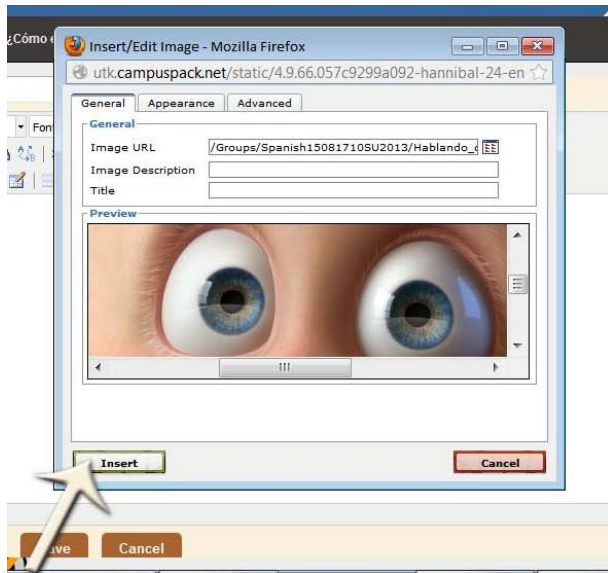 ¿Cómo
Insert/Edit Image - Mozilla Firefox
utk.campuspack.net/static/4.9.66.057c9299a092-hannibal-24-en
General Appearance Advanced
Font
General
Image URL /Groups/Spanish15081710SU2013/Hablando_
Image Description
Title
Preview
Insert Cancel
Cancel